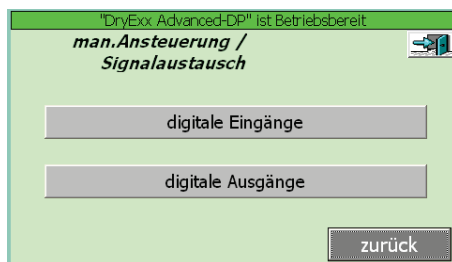 "DryExx Advanced-DP" ist Betriebsbereit
man.Ansteuerung /
Signalaustausch
digitale Eingänge
digitale Ausgänge
zurück